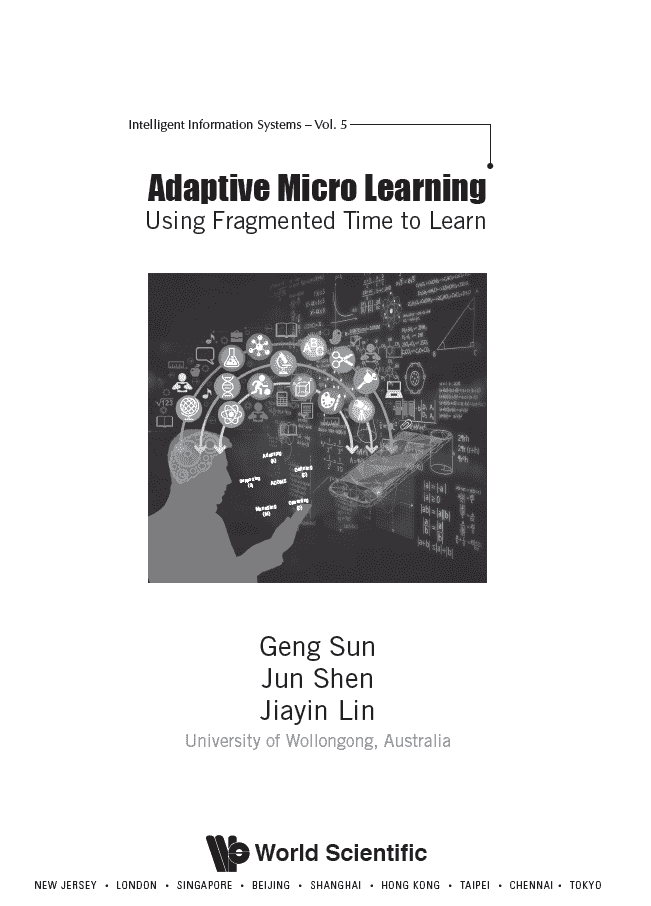 Intelligent Information Systems – Vol. 5
Adaptive Micro Learning
Using Fragmented Time to Learn
Geng Sun
Jun Shen
Jiayin Lin
University of Wollongong, Australia
World Scientific
NEW JERSEY • LONDON • SINGAPORE • BEIJING • SHANGHAI • HONG KONG • TAIPEI • CHENNAI • TOKYO